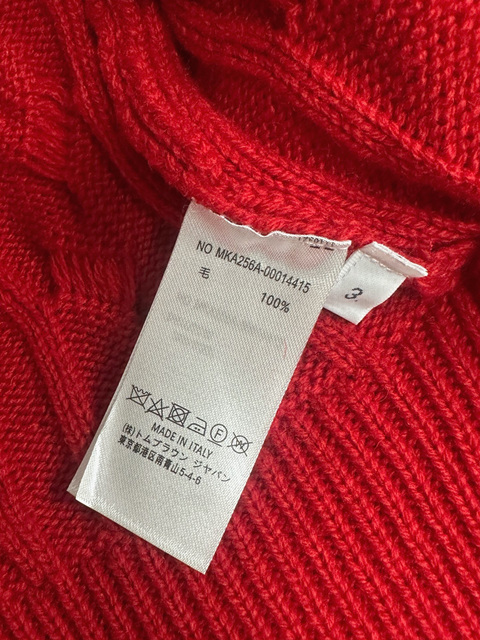 NO MKA256A-00014415
毛
100%
3.
MADE IN ITALY
(株)トムブラウン ジャパン
東京都港区南青山5-4-6